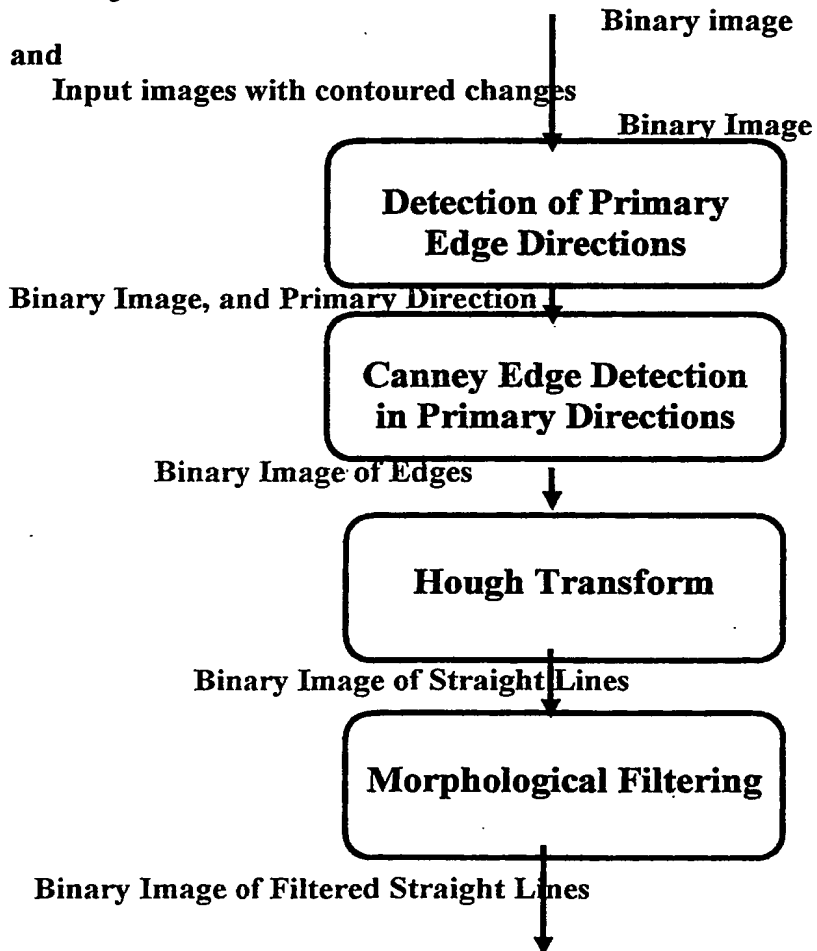 Binary image
and
Input images with contoured changes
Binary Image
Detection of Primary
Edge Directions
Binary Image, and Primary Direction
Canney Edge Detection
in Primary Directions
Binary Image of Edges
Hough Transform
Binary Image of Straight Lines
Morphological Filtering
Binary Image of Filtered Straight Lines